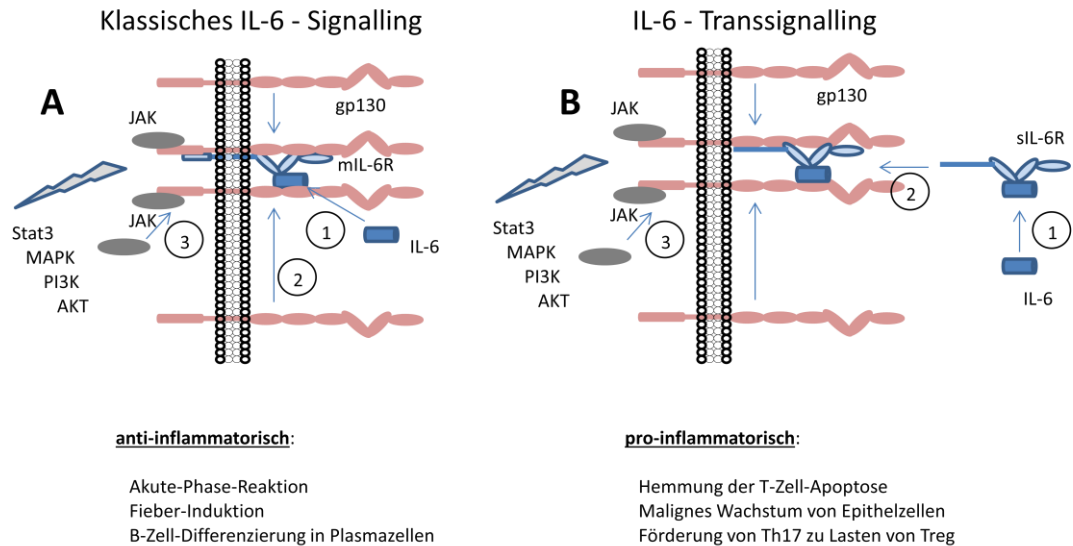 Klassisches IL-6 - Signalling
A
gp130
JAK
mIL-6R
JAK
1
IL-6
3
2
Stat3
MAPK
PI3K
AKT
anti-inflammatorisch:
Akute-Phase-Reaktion
Fieber-Induktion
B-Zell-Differenzierung in Plasmazellen
IL-6 - Transsignalling
B
gp130
JAK
sIL-6R
2
JAK
1
3
IL-6
Stat3
MAPK
PI3K
AKT
pro-inflammatorisch:
Hemmung der T-Zell-Apoptose
Malignes Wachstum von Epithelzellen
Förderung von Th17 zu Lasten von Treg